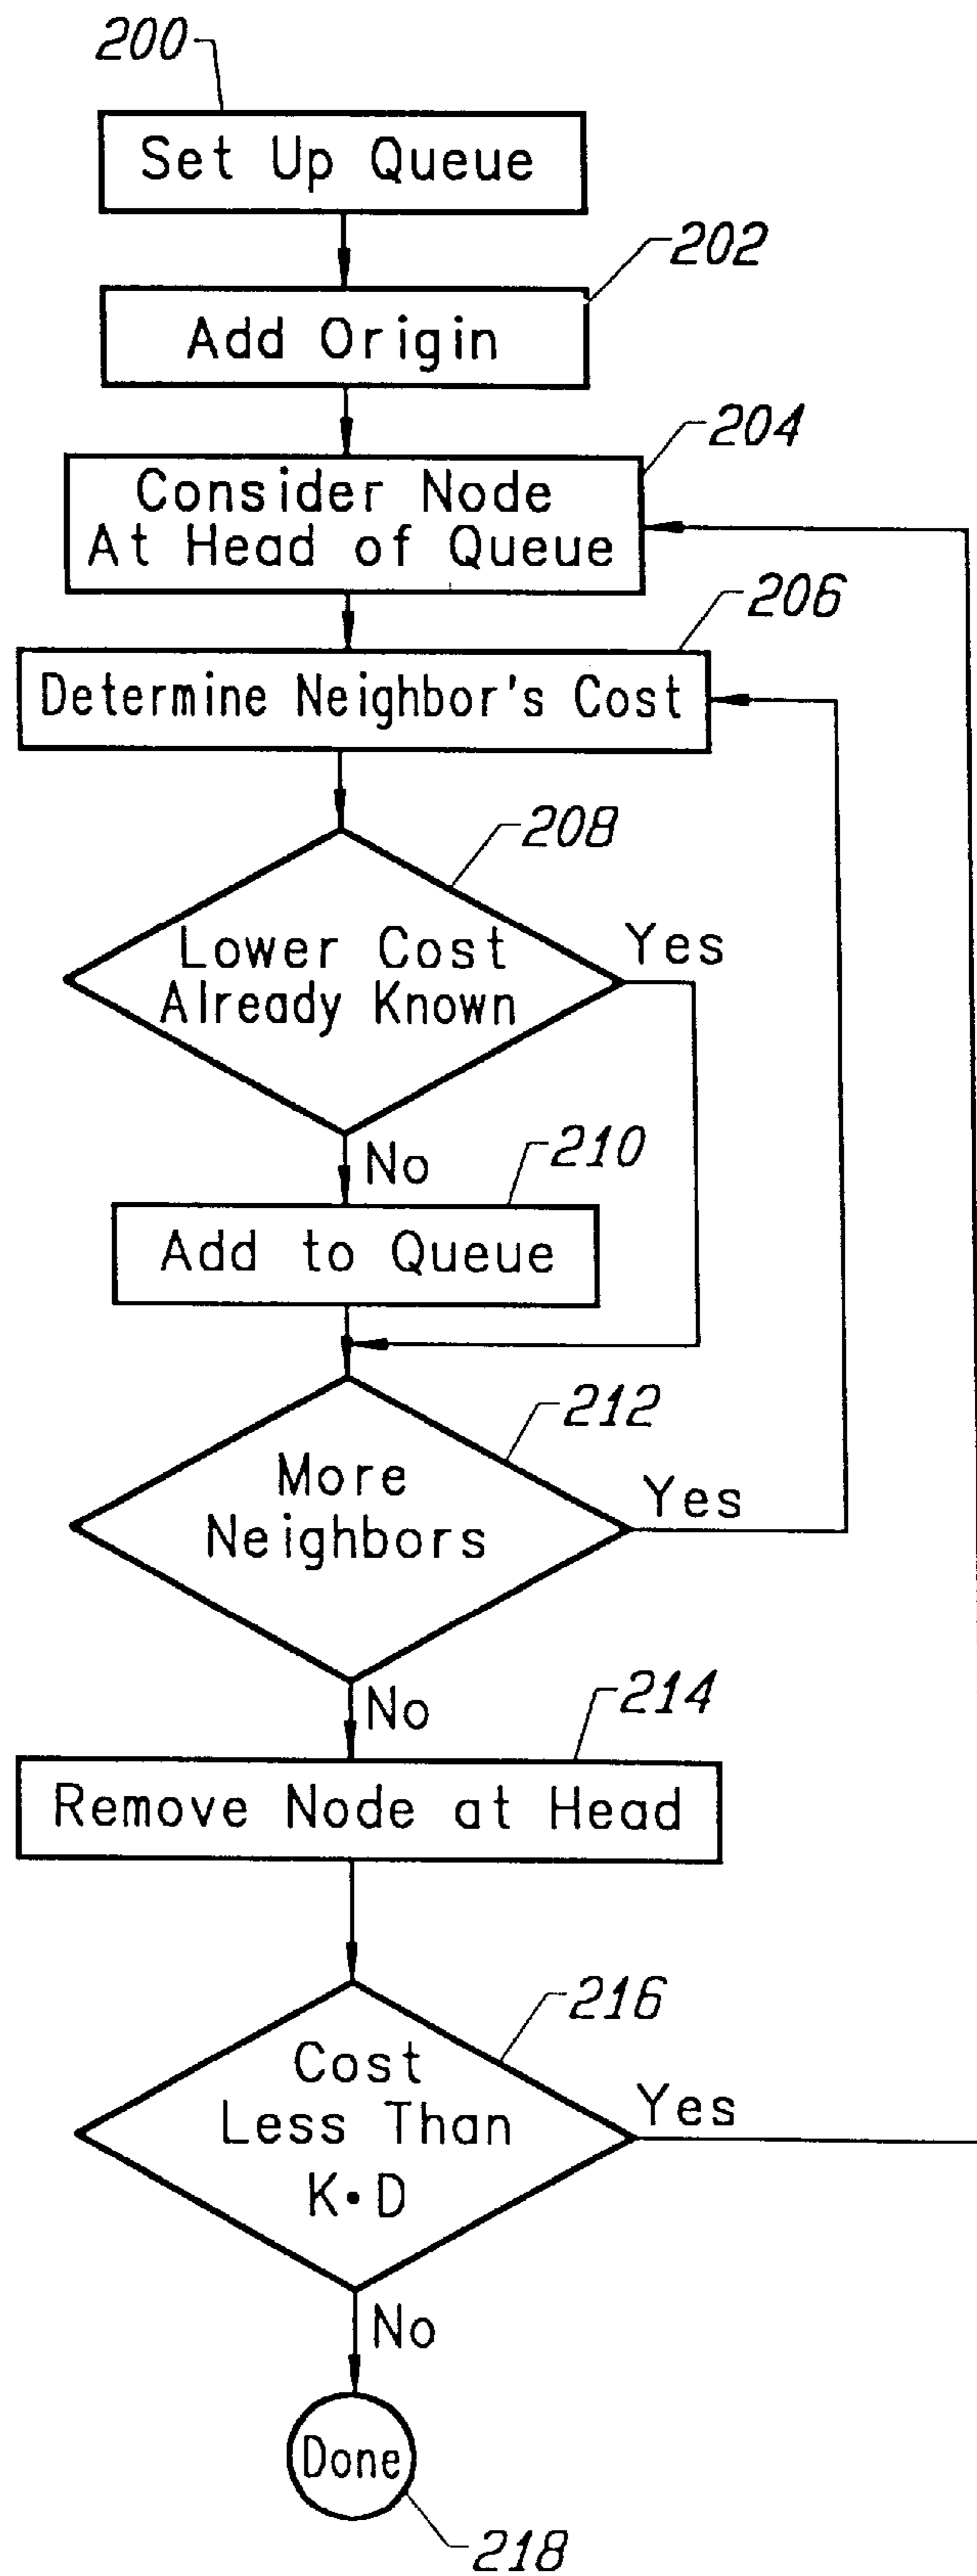 200
Set Up Queue
202
Add Origin
204
Consider Node
At Head of Queue
206
Determine Neighbor's Cost
208
Lower Cost
Already Known
Yes
No
210
Add to Queue
212
More
Neighbors
Yes
No
214
Remove Node at Head
216
Cost
Less Than
K•D
Yes
No
Done
218